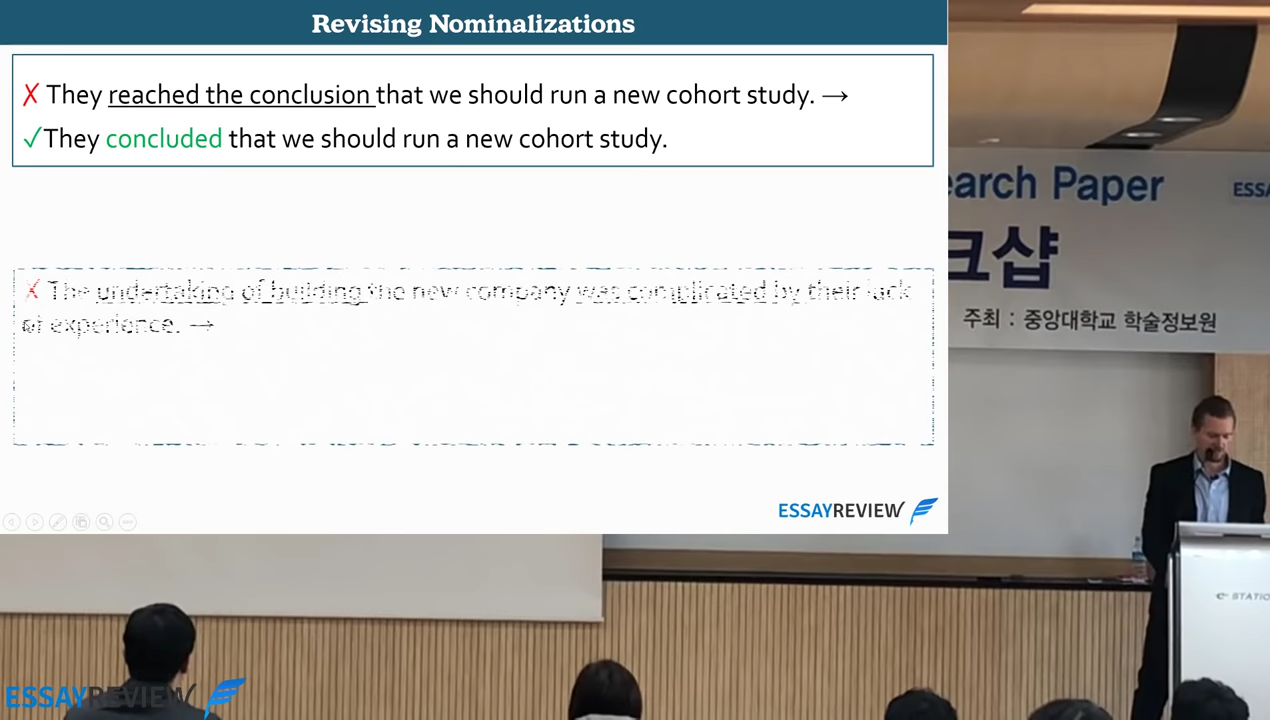 Revising Nominalizations
✗ They reached the conclusion that we should run a new cohort study. →
✓They concluded that we should run a new cohort study.
✗ The undertaking of building the new company was complicated by their lack
of experience. →
ESSAYREVIEW
earch Paper
ESSA
크샵
주최 : 중앙대학교 학술정보원
e-STATIO
ESSAYREVIEW